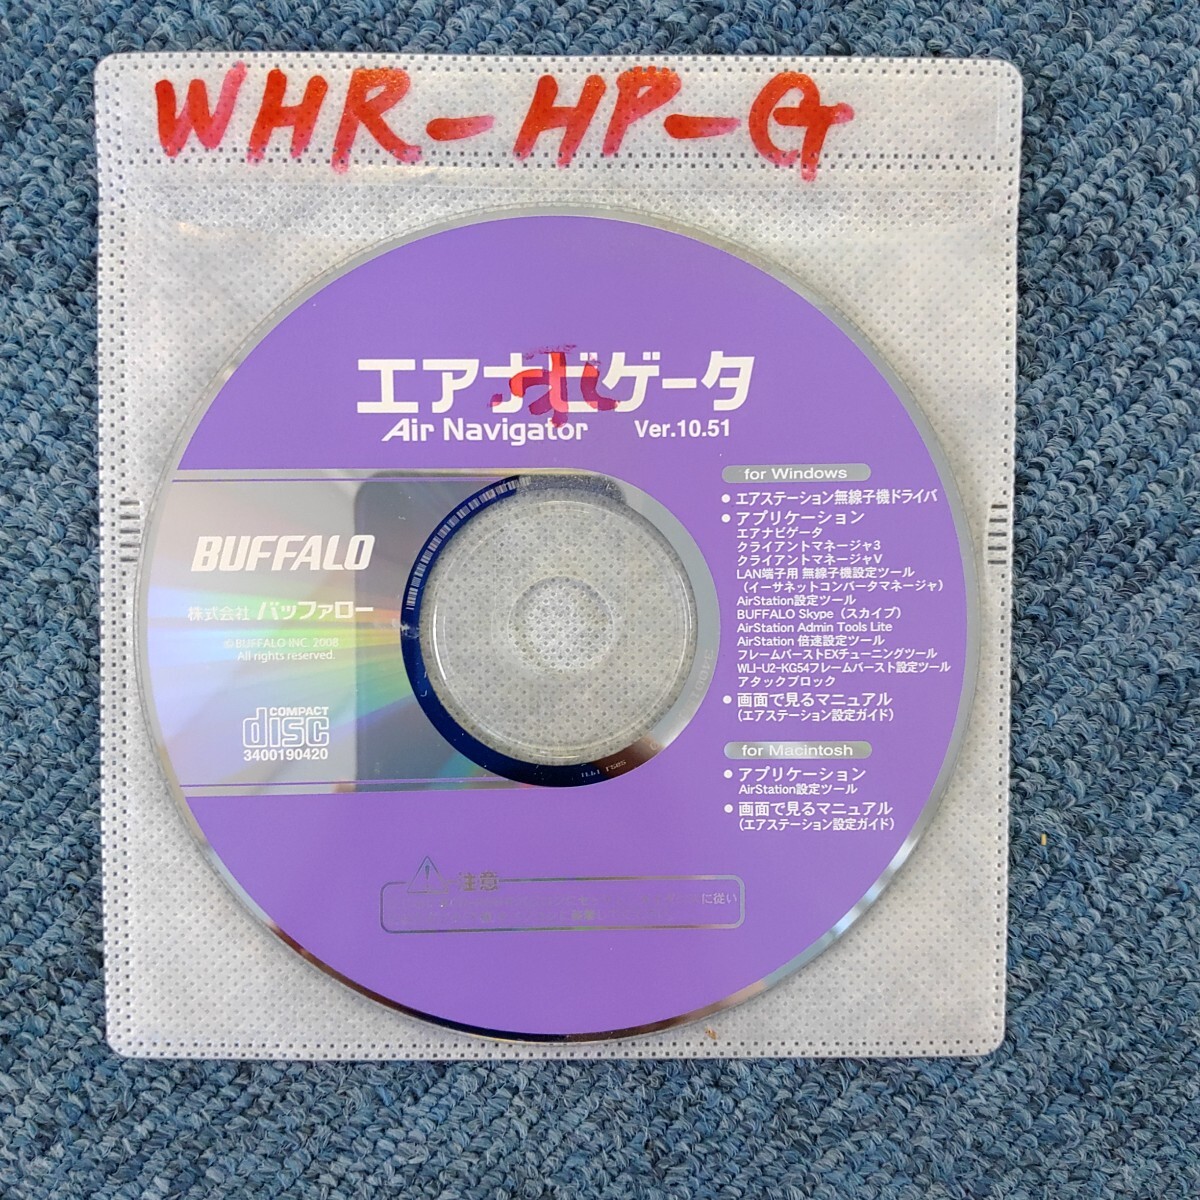 WHR-HP-G
エアナビゲータ
Air Navigator Ver.10.51
BUFFALO
株式会社 バッファロー
©BUFFALO INC. 2008
All rights reserved.
COMPACT
disc
3400190420
for Windows
● エアステーション無線子機ドライバ
● アプリケーション
エアナビゲータ
クライアントマネージャ3
クライアントマネージャV
LAN端子用 無線子機設定ツール
（イーサネットコンバータマネージャ）
AirStation設定ツール
BUFFALO Skype（スカイプ）
AirStation Admin Tools Lite
AirStation 倍速設定ツール
フレームバーストEXチューニングツール
WLI-U2-KG54フレームバースト設定ツール
アタックブロック
● 画面で見るマニュアル
（エアステーション設定ガイド）
for Macintosh
● アプリケーション
AirStation設定ツール
● 画面で見るマニュアル
（エアステーション設定ガイド）
注意
に従い